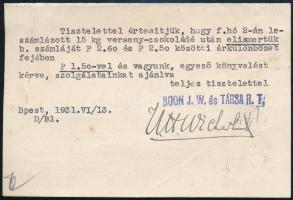 Tisztelettel értesitjük, hogy f.hó 2-án le-
számlázott 15 kg verseny-csokoládé után elismertük
b. számláját P 2.60 és P 2.50 közötti árkülönbözet
fejében
P 1.50-vel és vagyunk, egyező könyvelést
kérve, szolgálatainkat ajánlva
teljes tisztelettel
Bpest, 1931.VI/13.
D/Bl.
BOON J. W. és TÁRSA R. T.